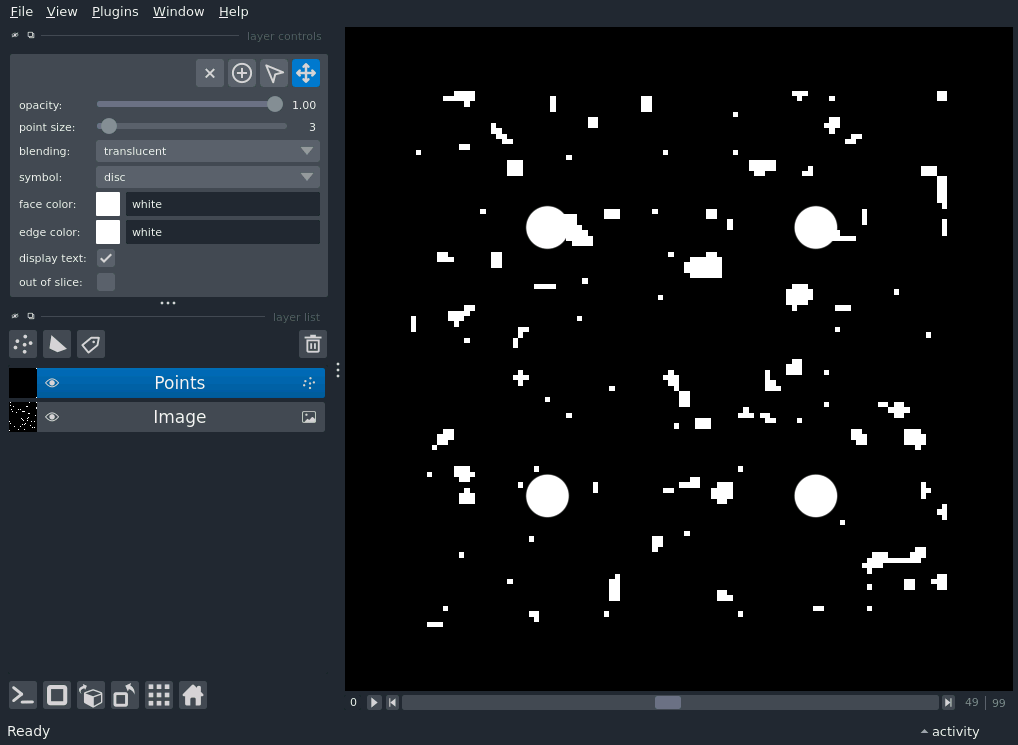 File View Plugins Window Help
layer controls
opacity: 1.00
point size: 3
blending: translucent
symbol: disc
face color: white
edge color: white
display text:
out of slice:
layer list
Points
Image
0 49 99
Ready activity